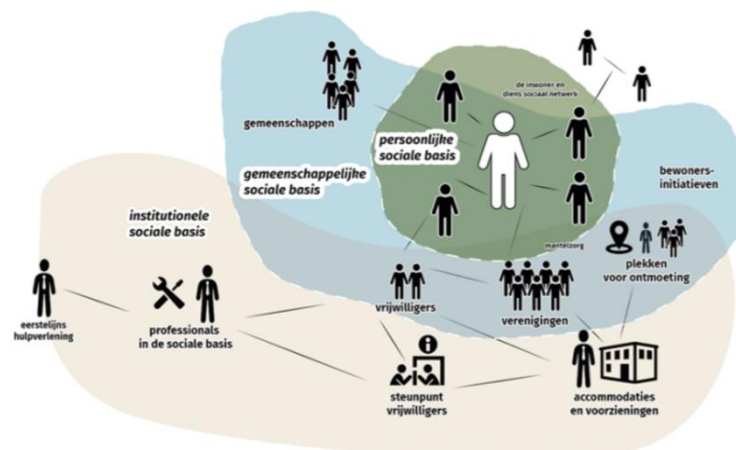 de inwoner en
diens sociaal netwerk
gemeenschappen
persoonlijke
sociale basis
gemeenschappelijke
sociale basis
bewoners-
initiatieven
institutionele
sociale basis
mantelzorg
plekken
voor ontmoeting
vrijwilligers
verenigingen
eerstelijns
hulpverlening
professionals
in de sociale basis
steunpunt
vrijwilligers
accommodaties
en voorzieningen